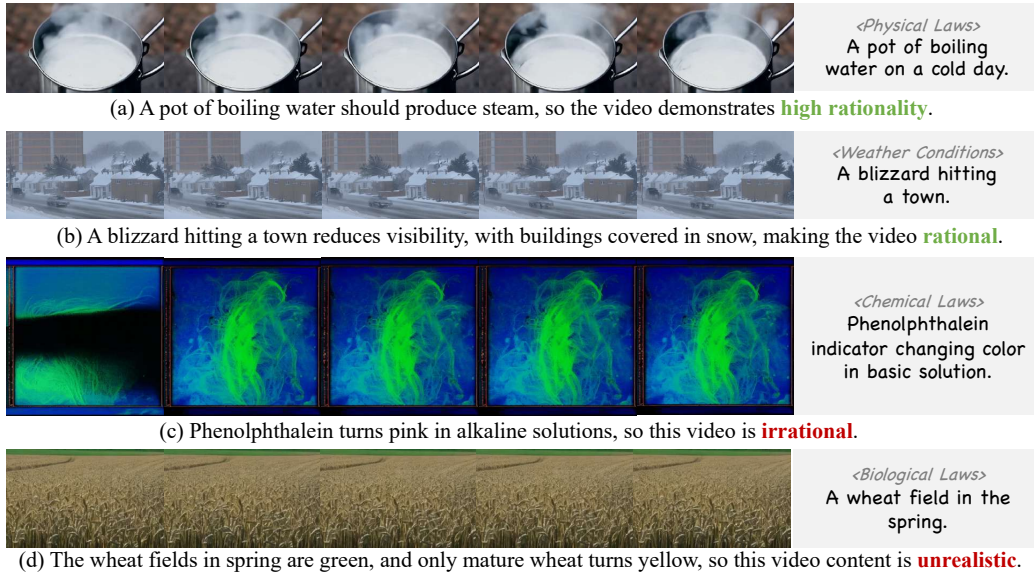 <Physical Laws>
A pot of boiling
water on a cold day.
(a) A pot of boiling water should produce steam, so the video demonstrates high rationality.
<Weather Conditions>
A blizzard hitting
a town.
(b) A blizzard hitting a town reduces visibility, with buildings covered in snow, making the video rational.
<Chemical Laws>
Phenolphthalein
indicator changing color
in basic solution.
(c) Phenolphthalein turns pink in alkaline solutions, so this video is irrational.
<Biological Laws>
A wheat field in the
spring.
(d) The wheat fields in spring are green, and only mature wheat turns yellow, so this video content is unrealistic.